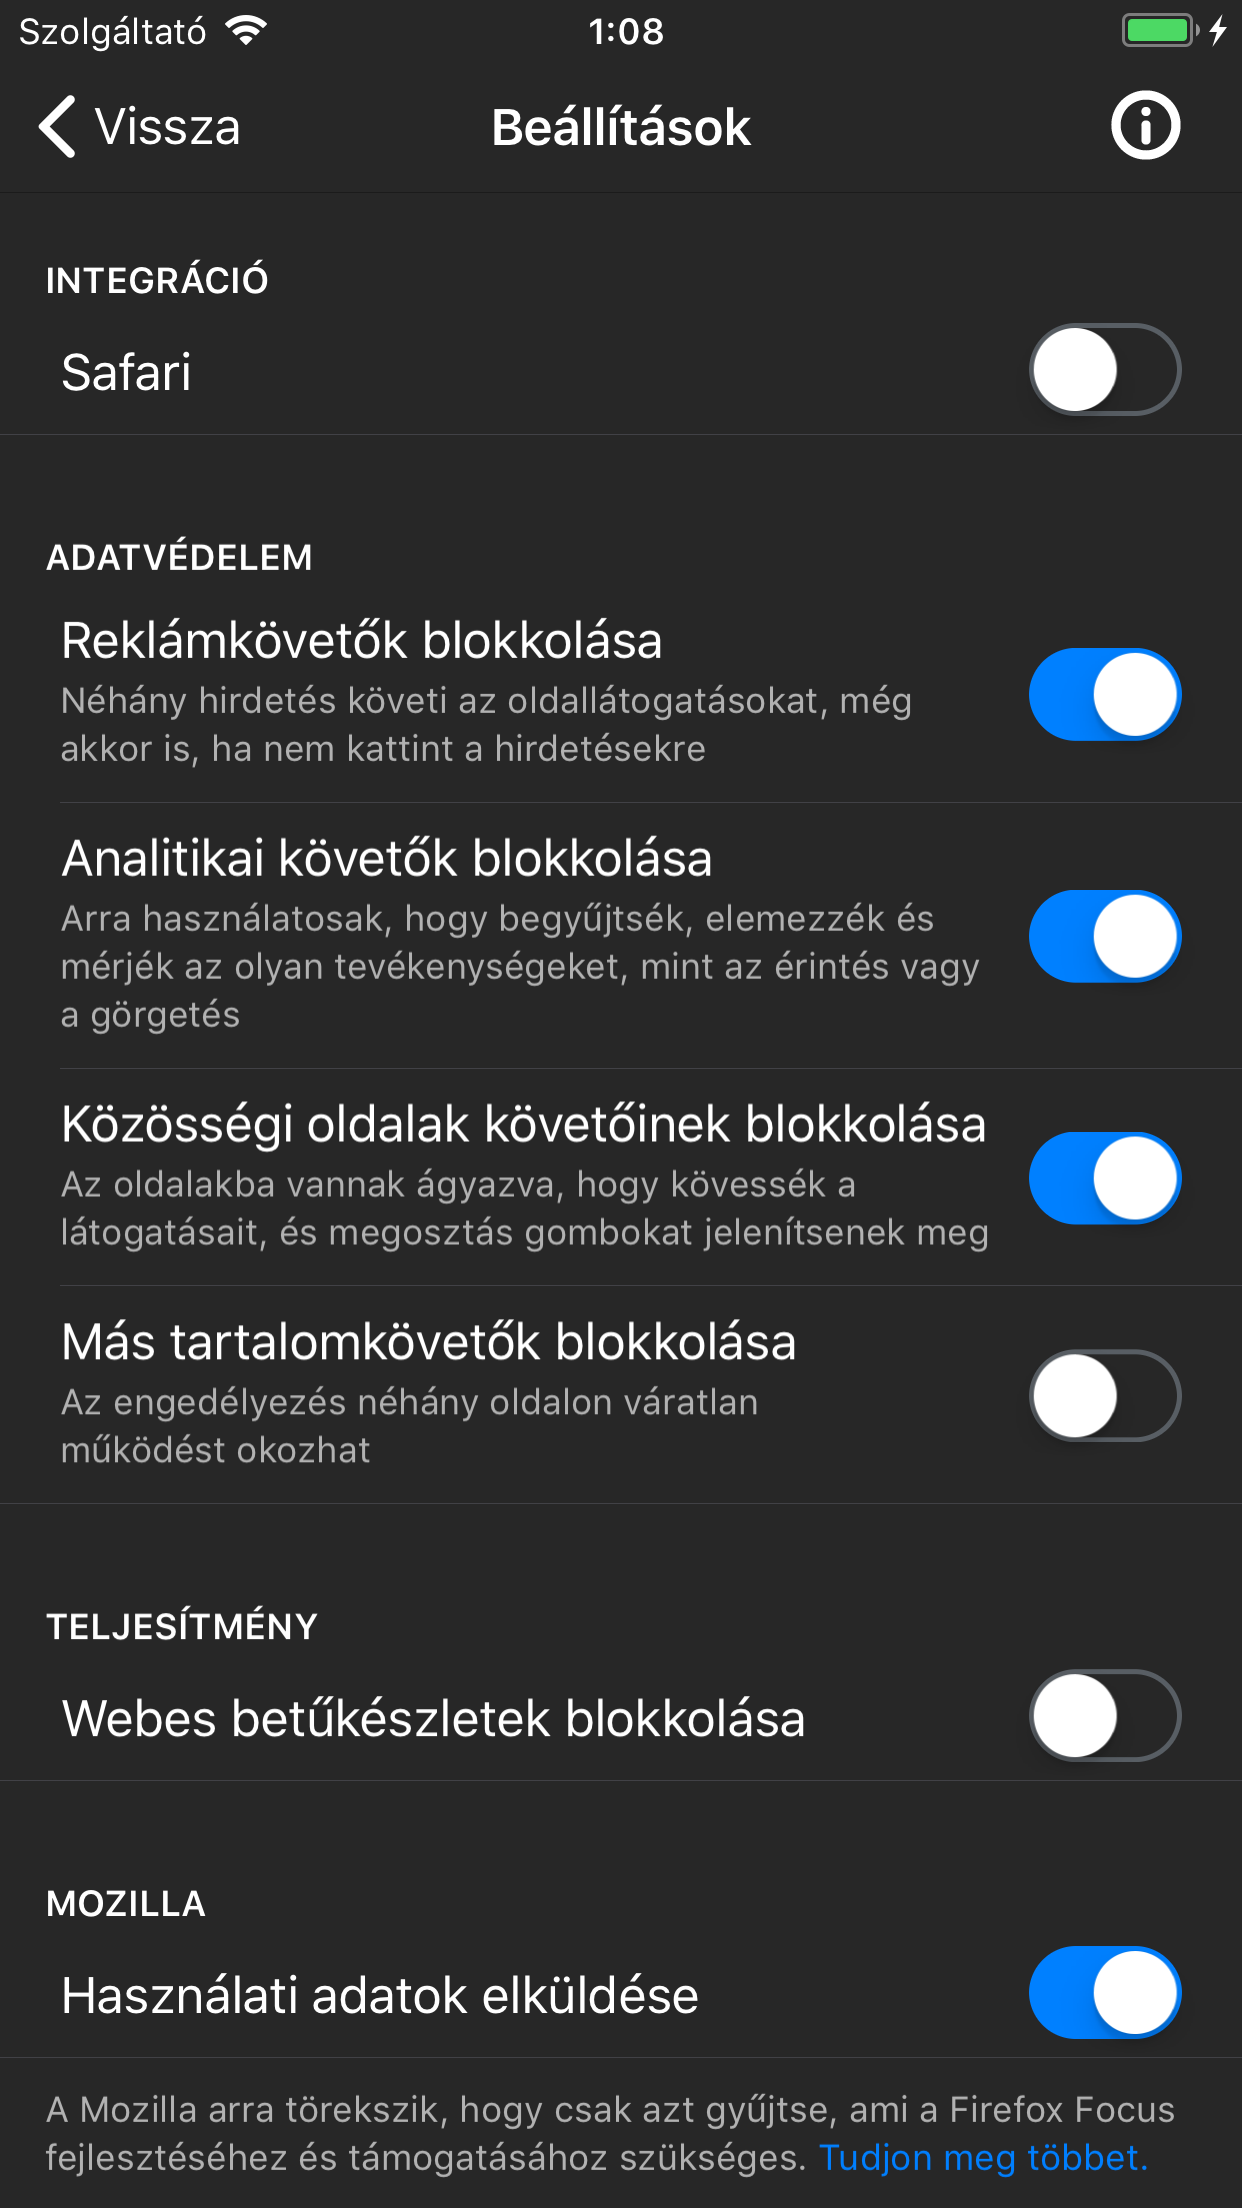 Szolgáltató
1:08
Vissza
Beállítások
INTEGRÁCIÓ
Safari
ADATVÉDELEM
Reklámkövetők blokkolása
Néhány hirdetés követi az oldallátogatásokat, még
akkor is, ha nem kattint a hirdetésekre
Analitikai követők blokkolása
Arra használatosak, hogy begyűjtsék, elemezzék és
mérjék az olyan tevékenységeket, mint az érintés vagy
a görgetés
Közösségi oldalak követőinek blokkolása
Az oldalakba vannak ágyazva, hogy kövessék a
látogatásait, és megosztás gombokat jelenítsenek meg
Más tartalomkövetők blokkolása
Az engedélyezés néhány oldalon váratlan
működést okozhat
TELJESÍTMÉNY
Webes betűkészletek blokkolása
MOZILLA
Használati adatok elküldése
A Mozilla arra törekszik, hogy csak azt gyűjtse, ami a Firefox Focus
fejlesztéséhez és támogatásához szükséges. Tudjon meg többet.